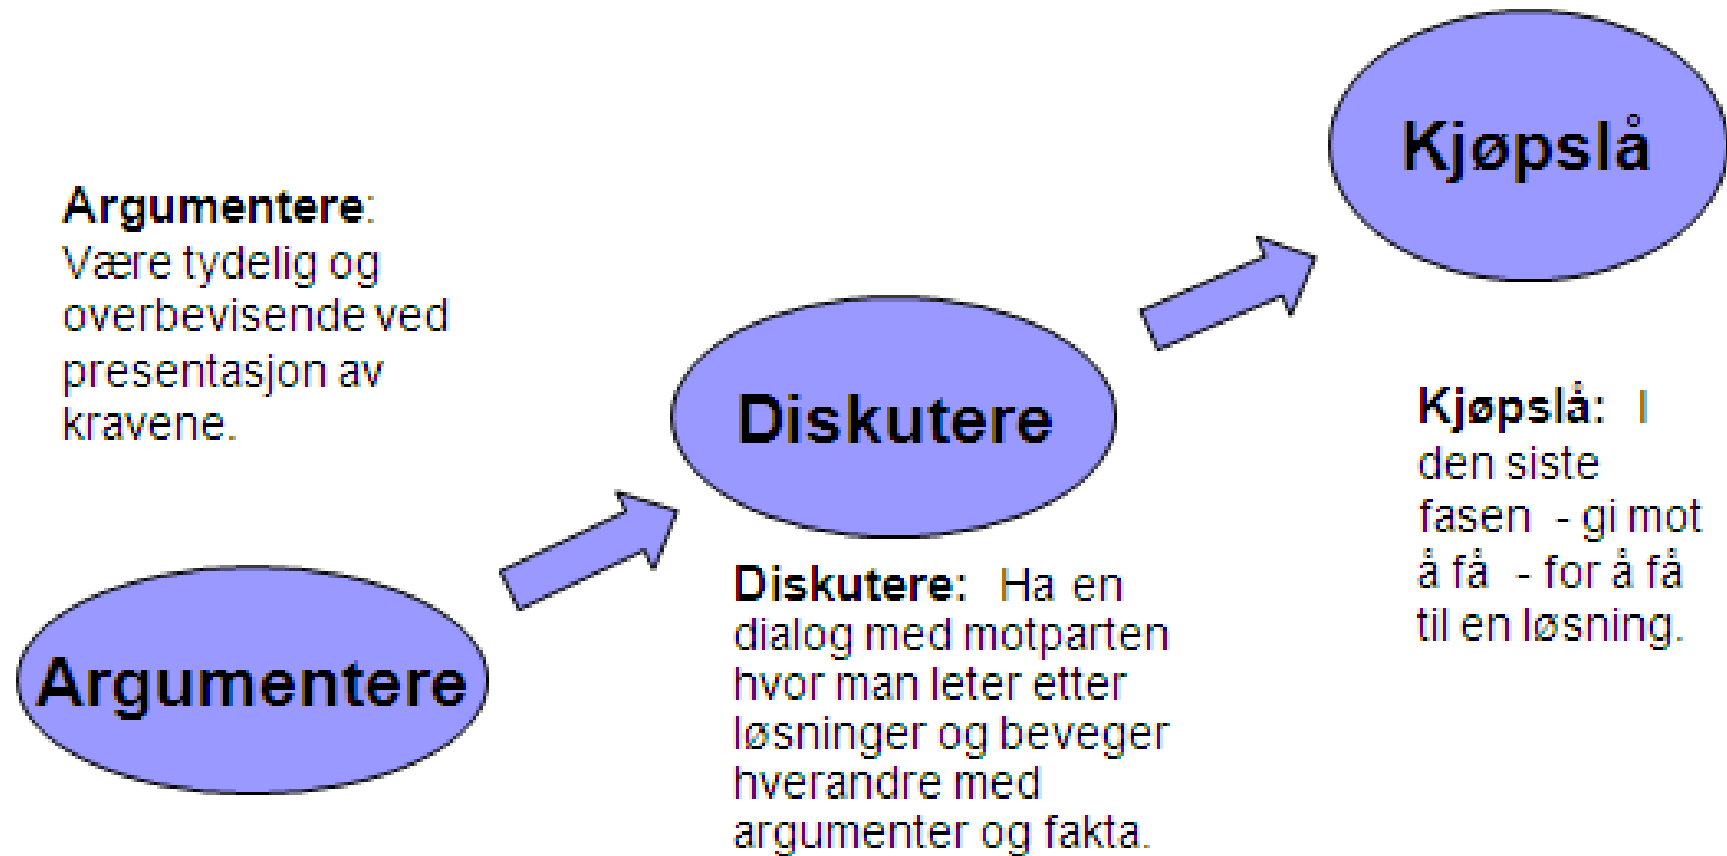 Kjøpslå
Argumentere:
Være tydelig og
overbevisende ved
presentasjon av
kravene.
Diskutere
Kjøpslå: I
den siste
fasen - gi mot
å få - for å få
til en løsning.
Argumentere
Diskutere: Ha en
dialog med motparten
hvor man leter etter
løsninger og beveger
hverandre med
argumenter og fakta.